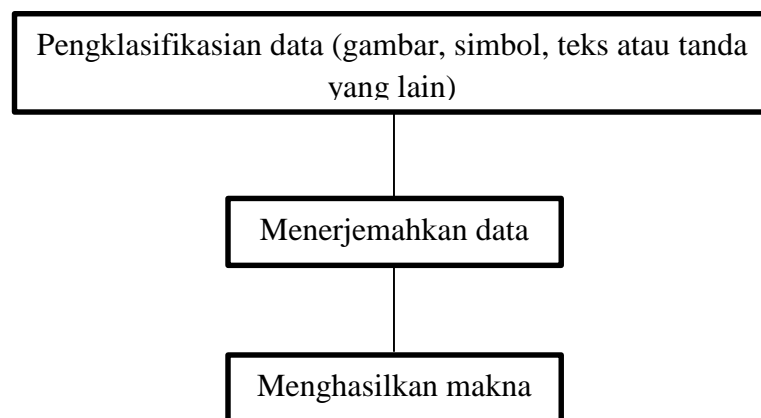 Pengklasifikasian data (gambar, simbol, teks atau tanda
yang lain)
Menerjemahkan data
Menghasilkan makna